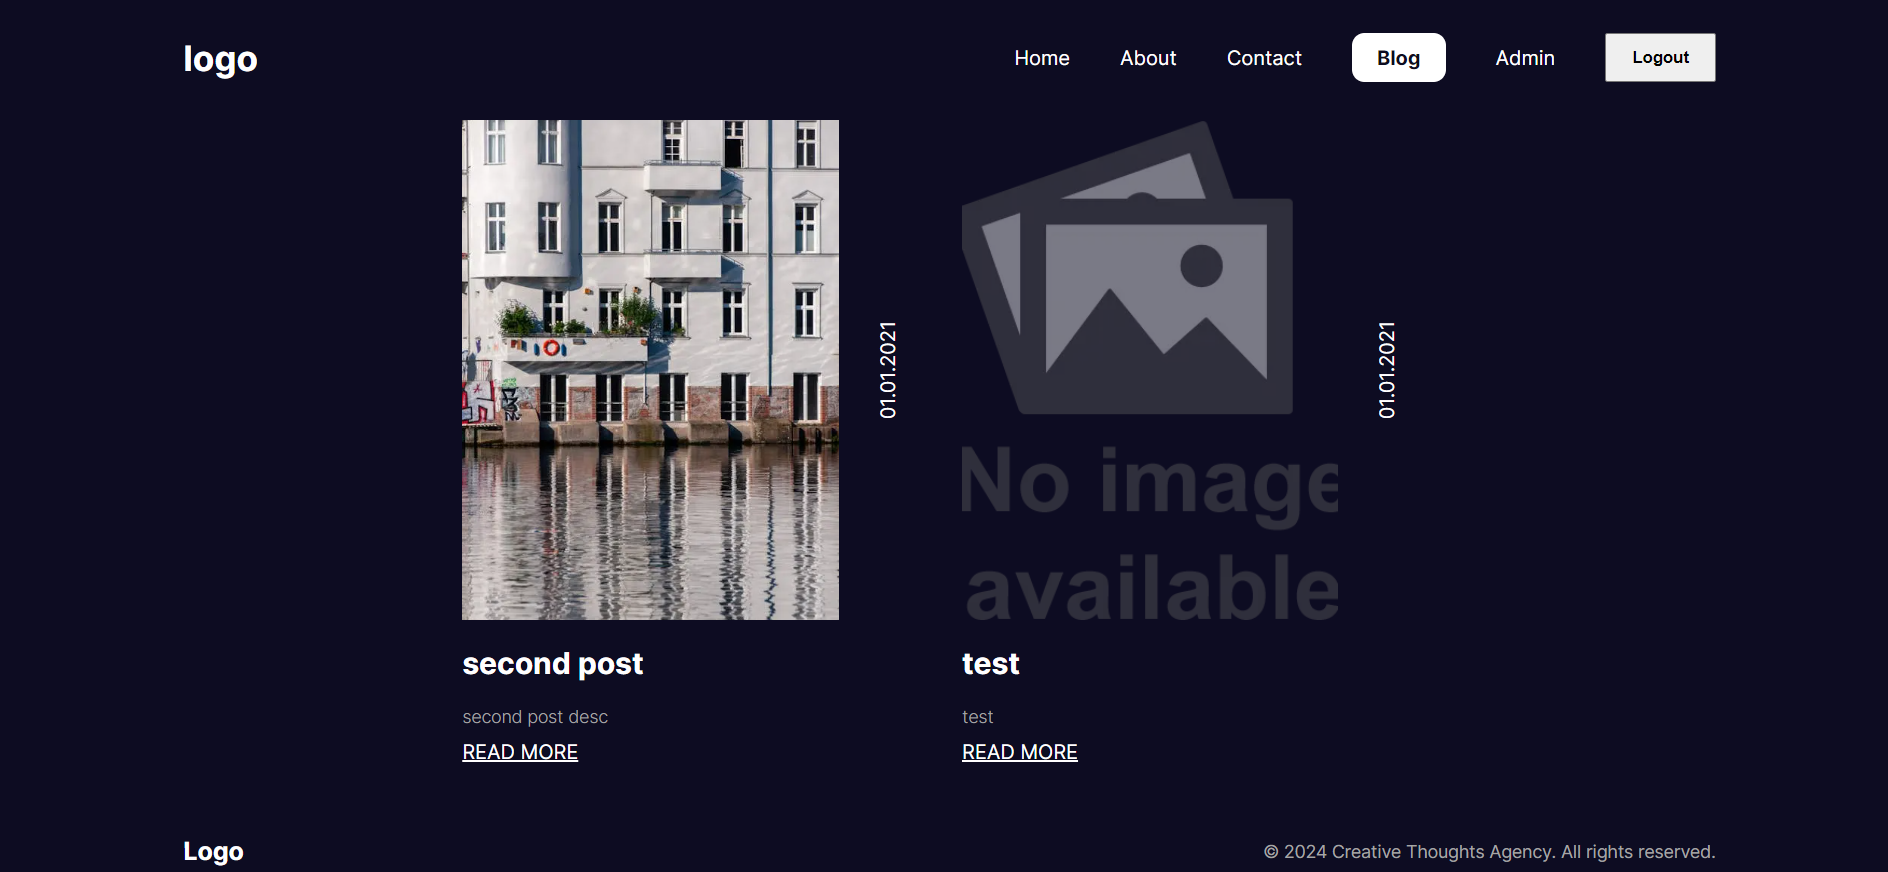 logo
Home
About
Contact
Blog
Admin
Logout
01.01.2021
second post
second post desc
READ MORE
No image
available
01.01.2021
test
test
READ MORE
Logo
© 2024 Creative Thoughts Agency. All rights reserved.